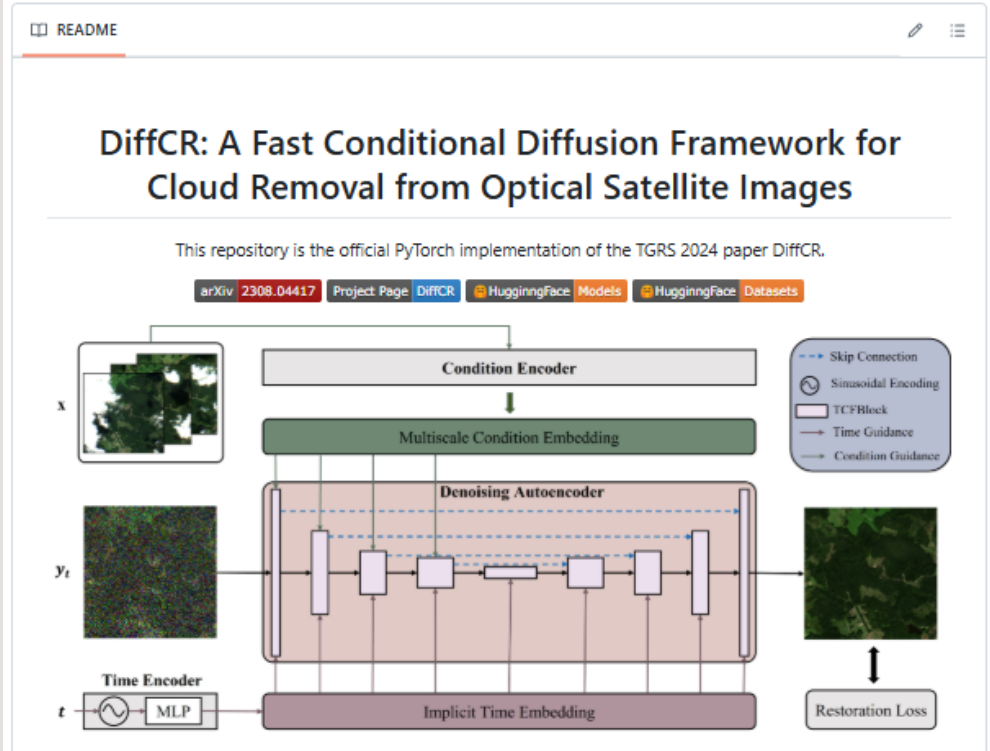 README
DiffCR: A Fast Conditional Diffusion Framework for
Cloud Removal from Optical Satellite Images
This repository is the official PyTorch implementation of the TGRS 2024 paper DiffCR.
arXiv 2308.04417 Project Page DiffCR HugginngFace Models HugginngFace Datasets
Condition Encoder
Skip Connection
Sinusoidal Encoding
x
TCFBlock
Multiscale Condition Embedding
Time Guidance
Condition Guidance
Denoising Autoencoder
yt
Time Encoder
t
MLP
Implicit Time Embedding
Restoration Loss